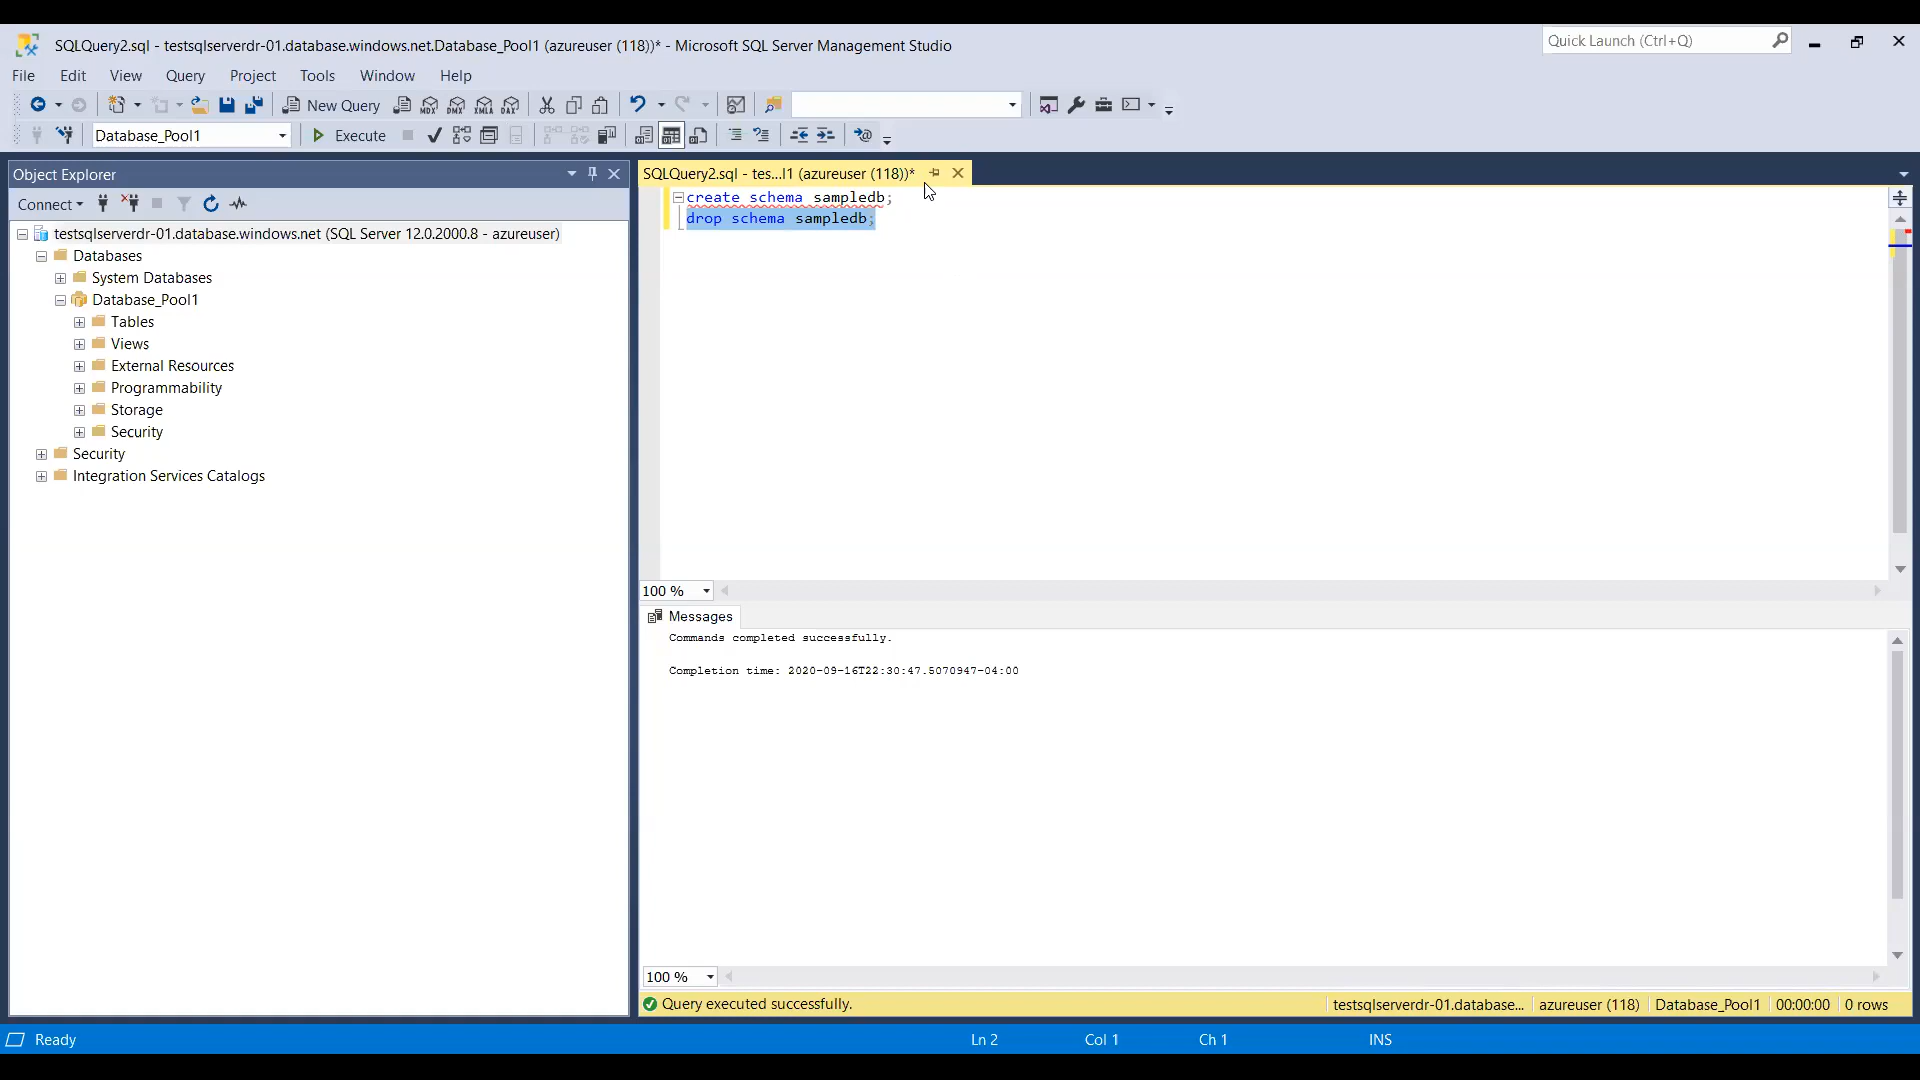 SQLQuery2.sql - testsqlserverdr-01.database.windows.net.Database_Pool1 (azureuser (118))* - Microsoft SQL Server Management Studio
Quick Launch (Ctrl+Q)
File Edit View Query Project Tools Window Help
New Query MDX DMX XMLA DAX
Database_Pool1 Execute
Object Explorer
Connect
testsqlserverdr-01.database.windows.net (SQL Server 12.0.2000.8 - azureuser)
Databases
System Databases
Database_Pool1
Tables
Views
External Resources
Programmability
Storage
Security
Security
Integration Services Catalogs
SQLQuery2.sql - tes...l1 (azureuser (118))*
create schema sampledb;
drop schema sampledb;
100 %
Messages
Commands completed successfully.
Completion time: 2020-09-16T22:30:47.5070947-04:00
100 %
Query executed successfully. testsqlserverdr-01.database... azureuser (118) Database_Pool1 00:00:00 0 rows
Ready Ln 2 Col 1 Ch 1 INS